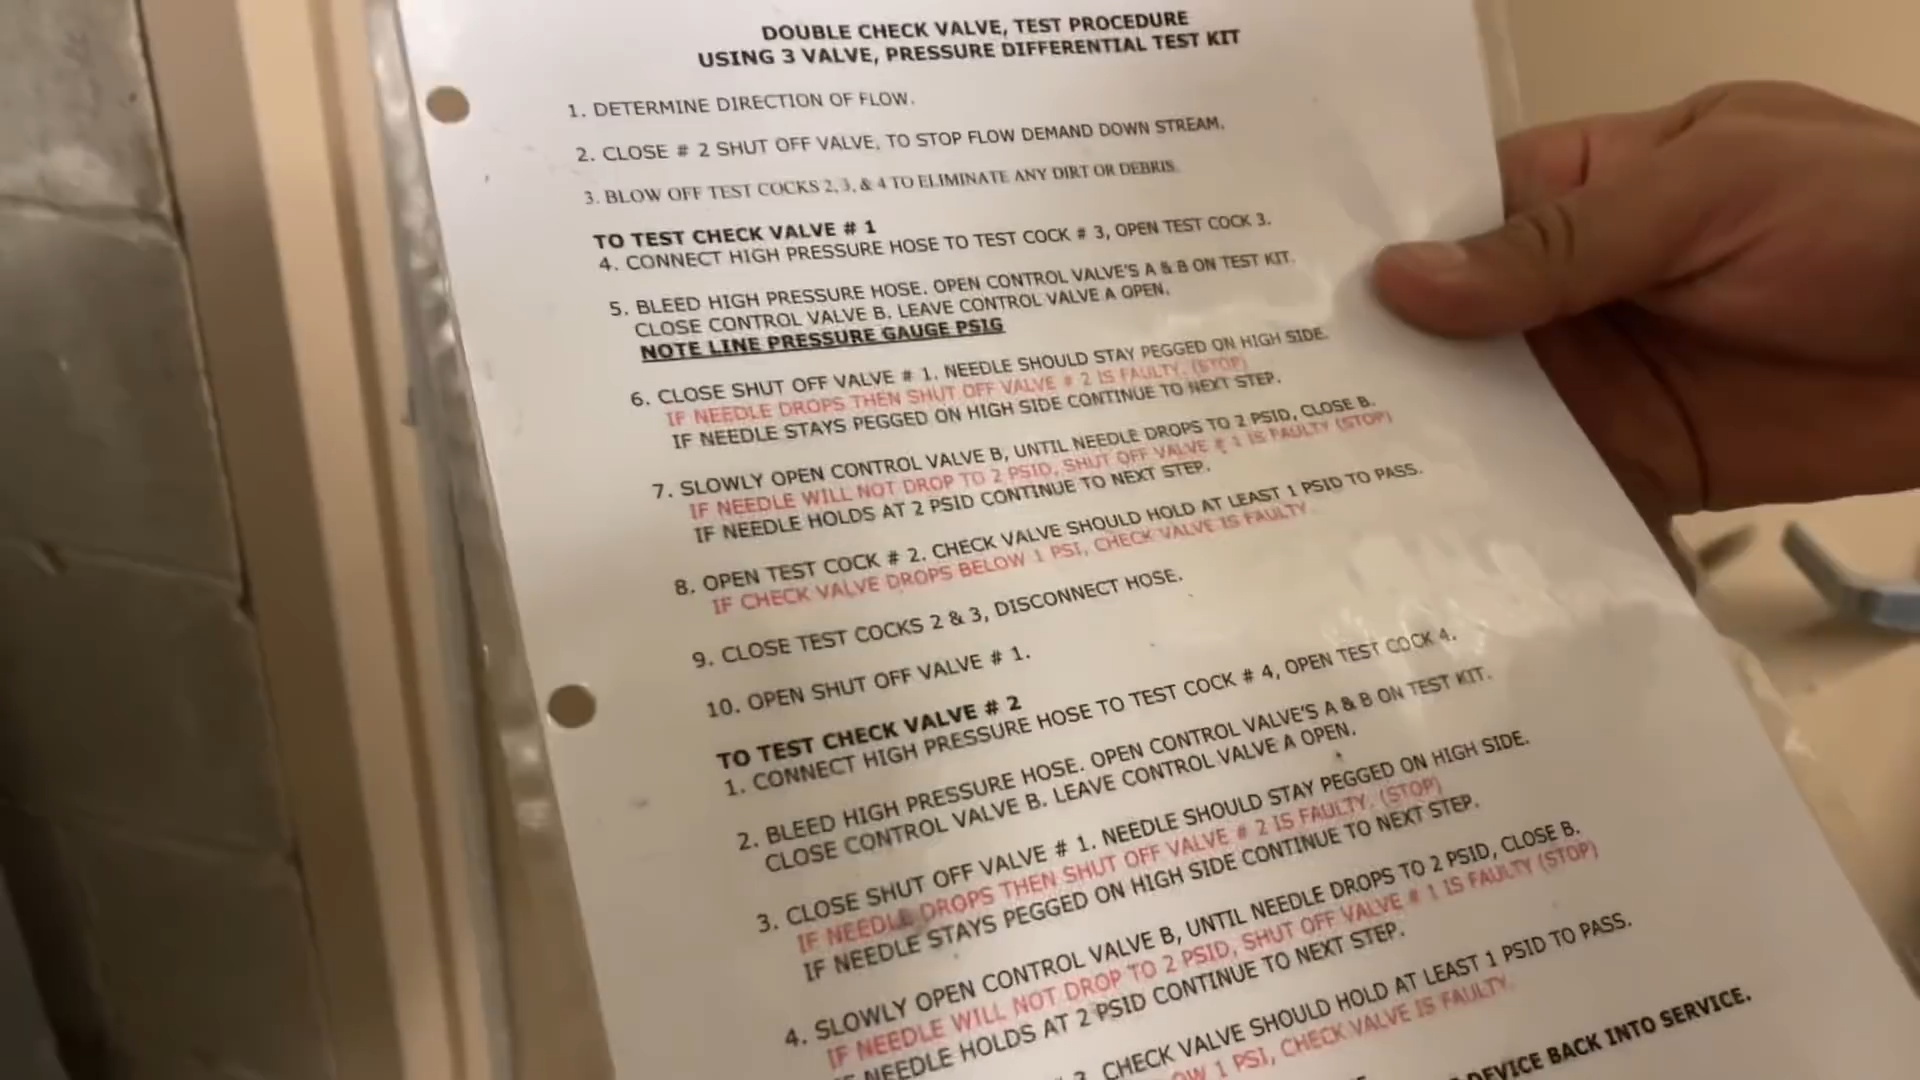 DOUBLE CHECK VALVE, TEST PROCEDURE
USING 3 VALVE, PRESSURE DIFFERENTIAL TEST KIT
1. DETERMINE DIRECTION OF FLOW.
2. CLOSE # 2 SHUT OFF VALVE, TO STOP FLOW DEMAND DOWN STREAM.
3. BLOW OFF TEST COCKS 2, 3, & 4 TO ELIMINATE ANY DIRT OR DEBRIS.
TO TEST CHECK VALVE # 1
4. CONNECT HIGH PRESSURE HOSE TO TEST COCK # 3, OPEN TEST COCK 3.
5. BLEED HIGH PRESSURE HOSE. OPEN CONTROL VALVE'S A & B ON TEST KIT.
CLOSE CONTROL VALVE B. LEAVE CONTROL VALVE A OPEN.
NOTE LINE PRESSURE GAUGE PSIG
6. CLOSE SHUT OFF VALVE # 1. NEEDLE SHOULD STAY PEGGED ON HIGH SIDE.
IF NEEDLE DROPS THEN SHUT OFF VALVE # 2 IS FAULTY. (STOP)
IF NEEDLE STAYS PEGGED ON HIGH SIDE CONTINUE TO NEXT STEP.
7. SLOWLY OPEN CONTROL VALVE B, UNTIL NEEDLE DROPS TO 2 PSID, CLOSE B.
IF NEEDLE WILL NOT DROP TO 2 PSID, SHUT OFF VALVE # 1 IS FAULTY (STOP)
IF NEEDLE HOLDS AT 2 PSID CONTINUE TO NEXT STEP.
8. OPEN TEST COCK # 2. CHECK VALVE SHOULD HOLD AT LEAST 1 PSID TO PASS.
IF CHECK VALVE DROPS BELOW 1 PSI, CHECK VALVE IS FAULTY.
9. CLOSE TEST COCKS 2 & 3, DISCONNECT HOSE.
10. OPEN SHUT OFF VALVE # 1.
TO TEST CHECK VALVE # 2
1. CONNECT HIGH PRESSURE HOSE TO TEST COCK # 4, OPEN TEST COCK 4.
2. BLEED HIGH PRESSURE HOSE. OPEN CONTROL VALVE'S A & B ON TEST KIT.
CLOSE CONTROL VALVE B. LEAVE CONTROL VALVE A OPEN.
3. CLOSE SHUT OFF VALVE # 1. NEEDLE SHOULD STAY PEGGED ON HIGH SIDE.
IF NEEDLE DROPS THEN SHUT OFF VALVE # 2 IS FAULTY. (STOP)
IF NEEDLE STAYS PEGGED ON HIGH SIDE CONTINUE TO NEXT STEP.
4. SLOWLY OPEN CONTROL VALVE B, UNTIL NEEDLE DROPS TO 2 PSID, CLOSE B.
IF NEEDLE WILL NOT DROP TO 2 PSID, SHUT OFF VALVE # 1 IS FAULTY (STOP)
NEEDLE HOLDS AT 2 PSID CONTINUE TO NEXT STEP.
CHECK VALVE SHOULD HOLD AT LEAST 1 PSID TO PASS.
1 PSI, CHECK VALVE IS FAULTY.
DEVICE BACK INTO SERVICE.